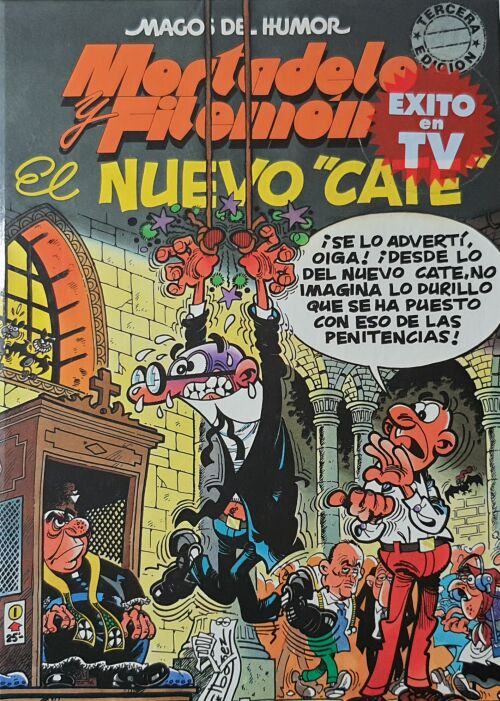 MAGOS DEL HUMOR
TERCERA
EDICION
Mortadelo
y Filemón
EXITO
en
TV
El NUEVO "CATE"
¡SE LO ADVERTÍ,
OIGA! ¡DESDE LO
DEL NUEVO CATE, NO
IMAGINA LO DURILLO
QUE SE HA PUESTO
CON ESO DE LAS
PENITENCIAS!
1
25-